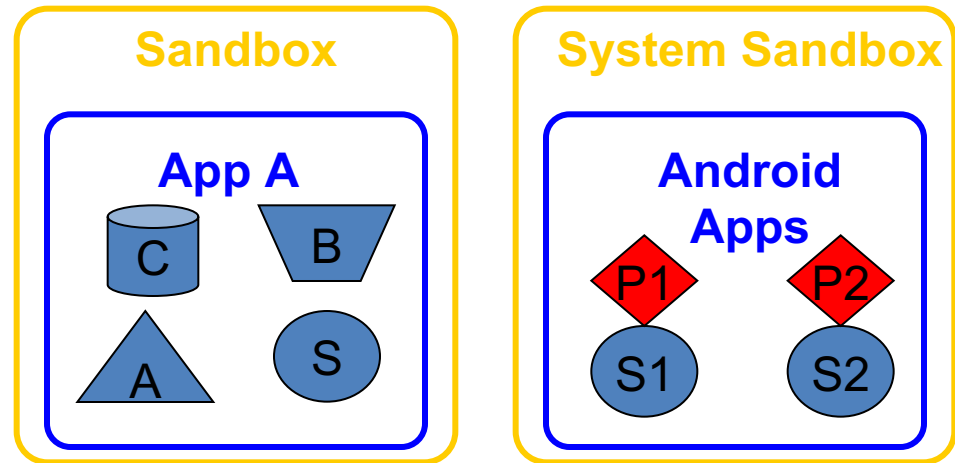 Sandbox
App A
C
B
A
S
System Sandbox
Android
Apps
P1
P2
S1
S2